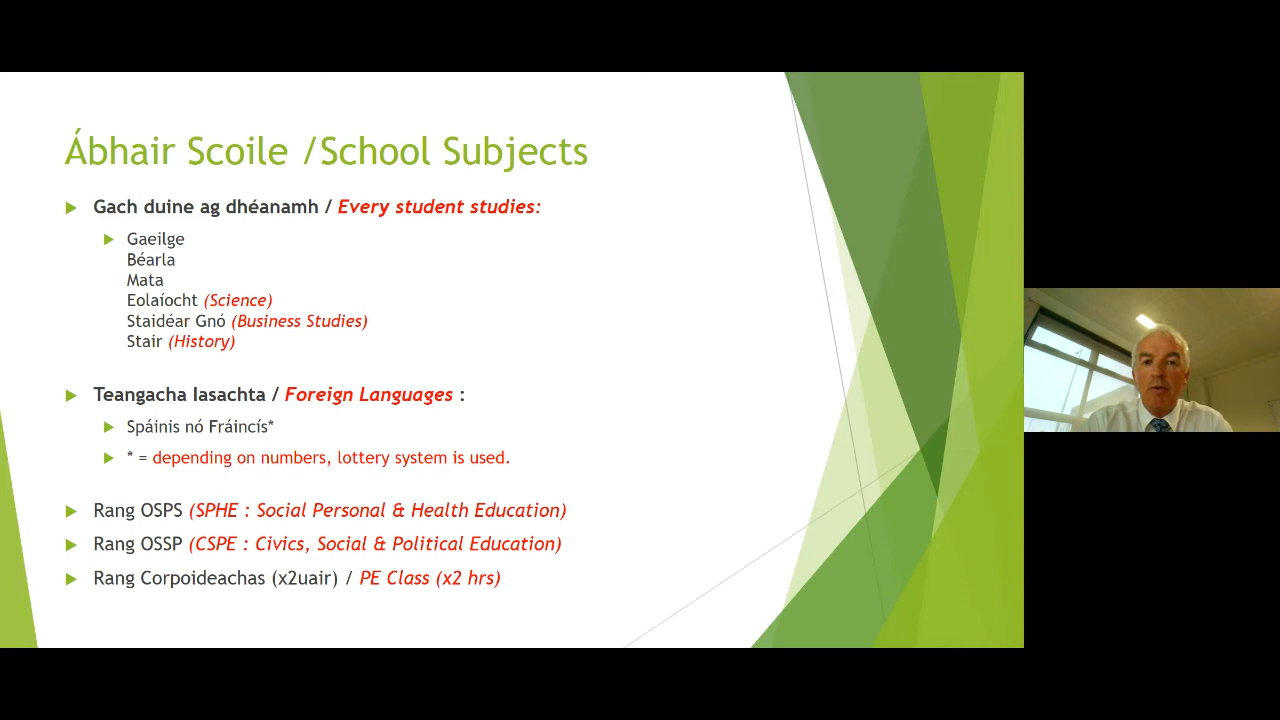 Ábhair Scoile /School Subjects
Gach duine ag dhéanamh / Every student studies:
Gaeilge
Béarla
Mata
Eolaíocht (Science)
Staidéar Gnó (Business Studies)
Stair (History)
Teangacha Iasachta / Foreign Languages :
Spáinis nó Fráincís*
* = depending on numbers, lottery system is used.
Rang OSPS (SPHE : Social Personal & Health Education)
Rang OSSP (CSPE : Civics, Social & Political Education)
Rang Corpoideachas (x2uair) / PE Class (x2 hrs)